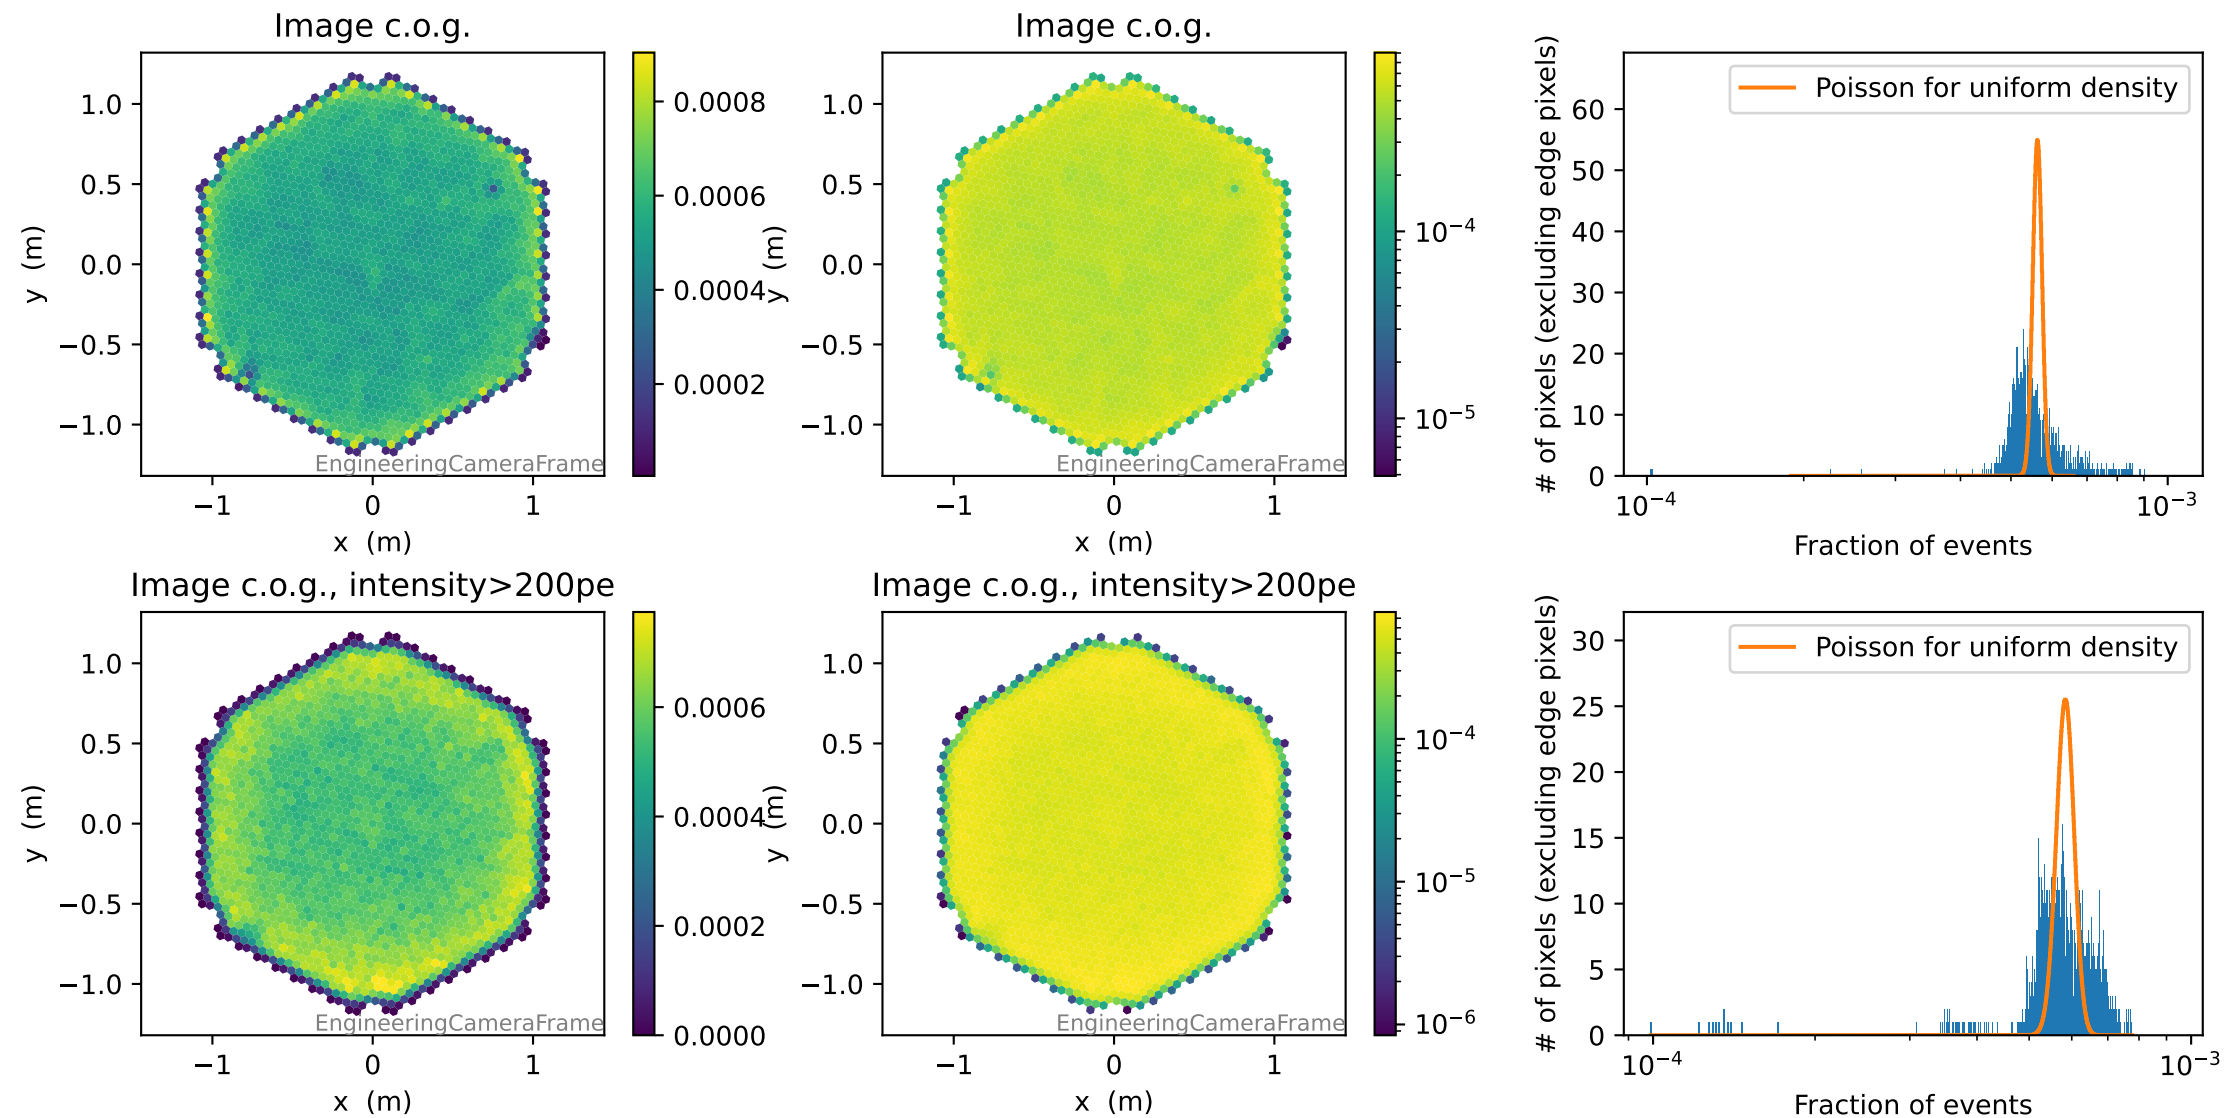 Image c.o.g.
1.0
0.5
0.0
−0.5
−1.0
y (m)
−1
0
1
x (m)
EngineeringCameraFrame
0.0008
0.0006
0.0004
0.0002
Image c.o.g.
1.0
0.5
0.0
−0.5
−1.0
y (m)
−1
0
1
x (m)
EngineeringCameraFrame
10⁻⁴
10⁻⁵
# of pixels (excluding edge pixels)
60
50
40
30
20
10
0
Poisson for uniform density
10⁻⁴
10⁻³
Fraction of events
Image c.o.g., intensity>200pe
1.0
0.5
0.0
−0.5
−1.0
y (m)
−1
0
1
x (m)
EngineeringCameraFrame
0.0006
0.0004
0.0002
0.0000
Image c.o.g., intensity>200pe
1.0
0.5
0.0
−0.5
−1.0
y (m)
−1
0
1
x (m)
EngineeringCameraFrame
10⁻⁴
10⁻⁵
10⁻⁶
# of pixels (excluding edge pixels)
30
25
20
15
10
5
0
Poisson for uniform density
10⁻⁴
10⁻³
Fraction of events